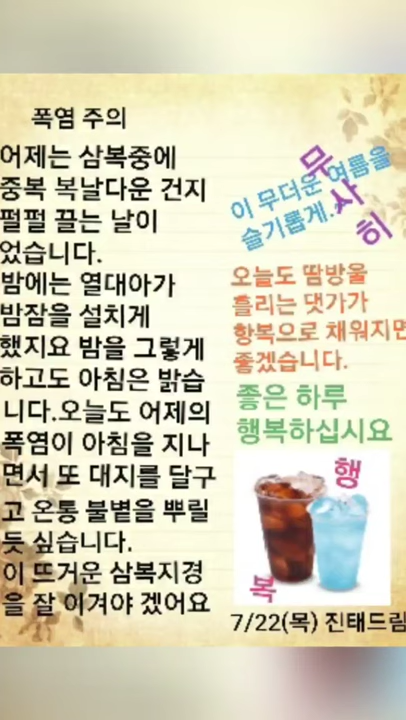 폭염 주의
어제는 삼복중에
중복 복날다운 건지
펄펄 끌는 날이
었습니다.
밤에는 열대아가
밤잠을 설치게
했지요 밤을 그렇게
하고도 아침은 밝습
니다.오늘도 어제의
폭염이 아침을 지나
면서 또 대지를 달구
고 온통 불볕을 뿌릴
듯 싶습니다.
이 뜨거운 삼복지경
을 잘 이겨야 겠어요
이 무더운 여름을
슬기롭게..
무사히
오늘도 땀방울
흘리는 댓가가
항복으로 채워지면
좋겠습니다.
좋은 하루
행복하십시요
행
복
7/22(목) 진태드림